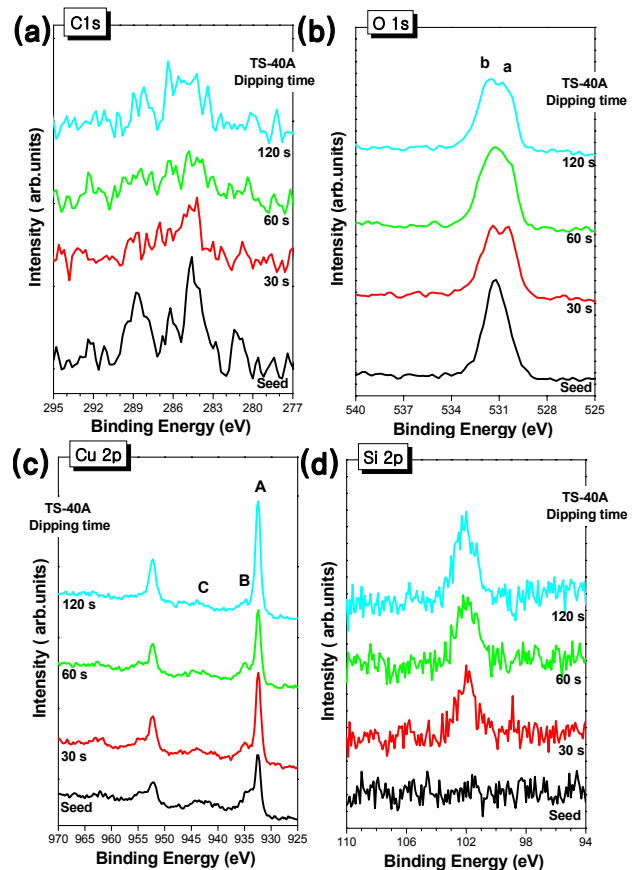 (a)
C1s
TS-40A
Dipping time
120 s
60 s
30 s
Seed
Intensity ( arb.units)
295 292 289 286 283 280 277
Binding Energy (eV)
(b)
O 1s
b a
TS-40A
Dipping time
120 s
60 s
30 s
Seed
Intensity (arb.units)
540 537 534 531 528 525
Binding Energy (eV)
(c)
Cu 2p
A
TS-40A
Dipping time
C B
120 s
60 s
30 s
Seed
Intensity ( arb.units)
970 965 960 955 950 945 940 935 930 925
Binding Energy (eV)
(d)
Si 2p
TS-40A
Dipping time
120 s
60 s
30 s
Seed
Intensity ( arb.units)
110 106 102 98 94
Binding Energy (eV)